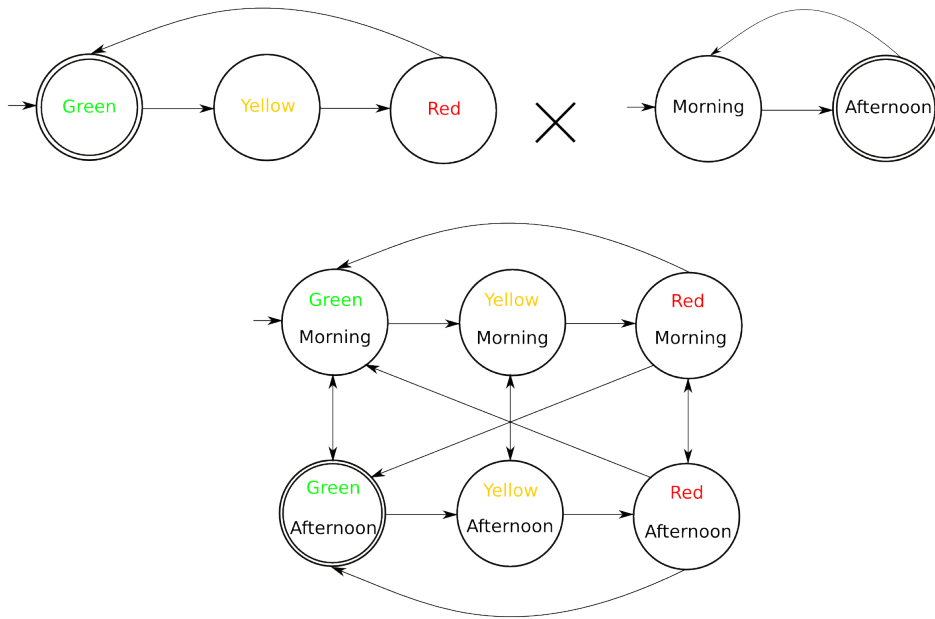 Green
Yellow
Red
Morning
Afternoon
Green
Morning
Yellow
Morning
Red
Morning
Green
Afternoon
Yellow
Afternoon
Red
Afternoon